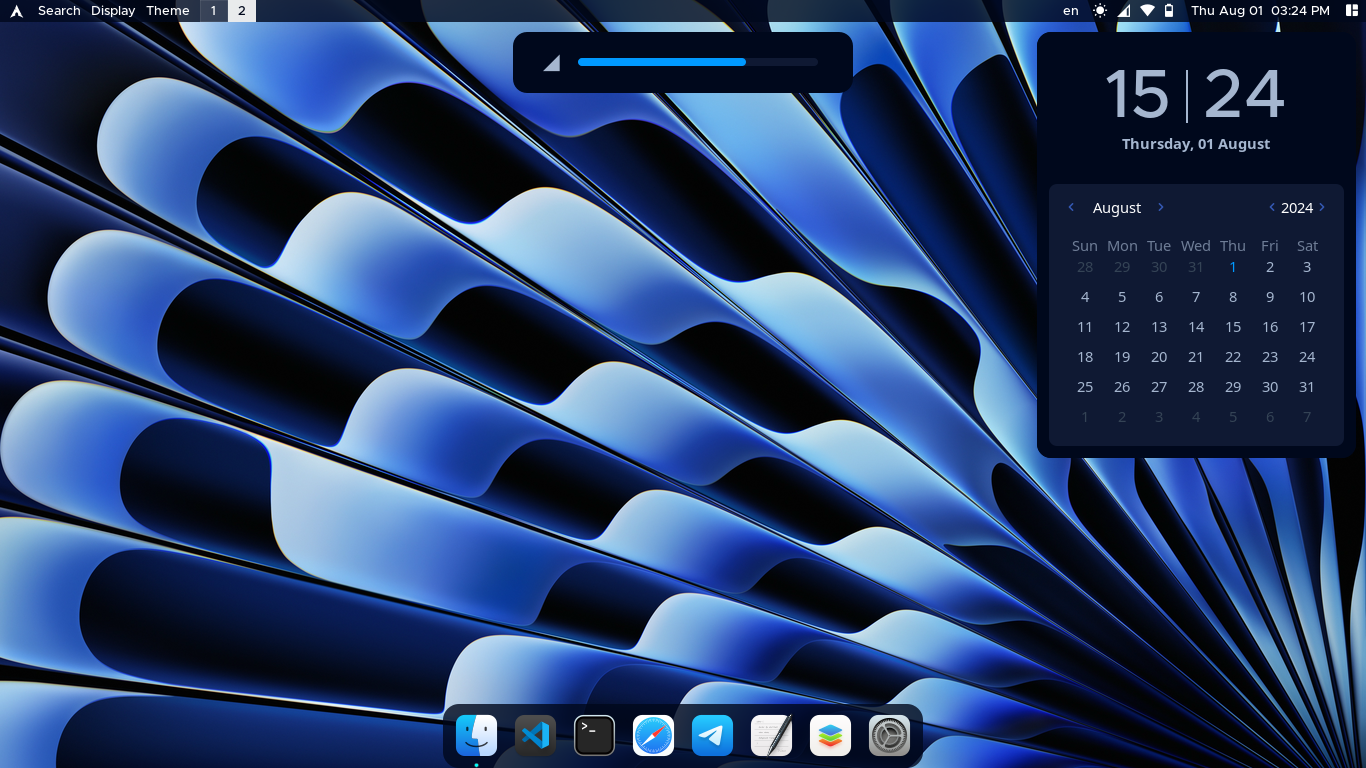 Search Display Theme 1 2 en Thu Aug 01 03:24 PM
15 24
Thursday, 01 August
August 2024
Sun Mon Tue Wed Thu Fri Sat
28 29 30 31 1 2 3
4 5 6 7 8 9 10
11 12 13 14 15 16 17
18 19 20 21 22 23 24
25 26 27 28 29 30 31
1 2 3 4 5 6 7
>_